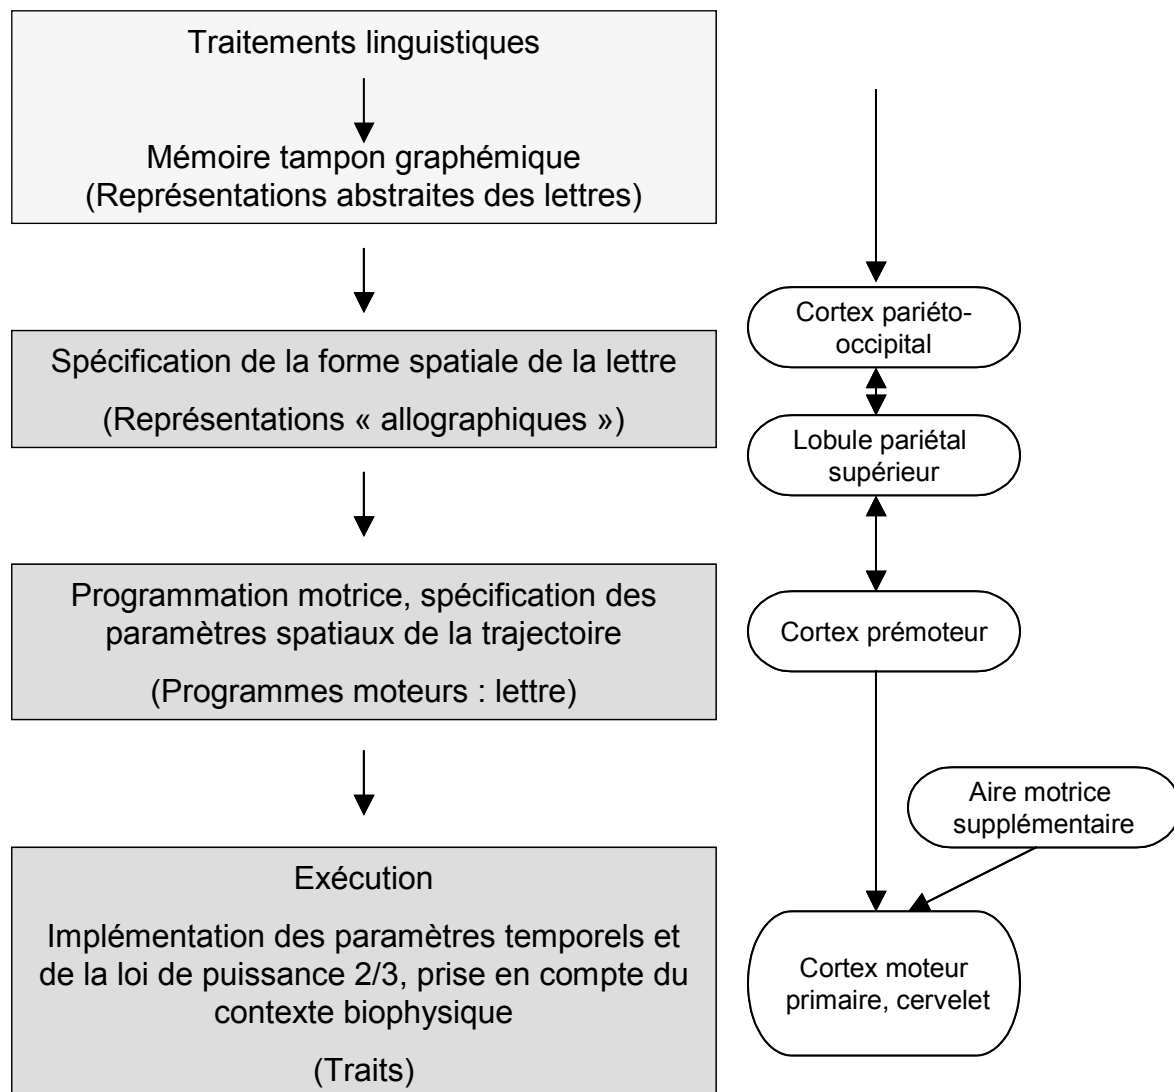 Traitements linguistiques
Mémoire tampon graphémique
(Représentations abstraites des lettres)
Spécification de la forme spatiale de la lettre
(Représentations « allographiques »)
Programmation motrice, spécification des
paramètres spatiaux de la trajectoire
(Programmes moteurs : lettre)
Exécution
Implémentation des paramètres temporels et
de la loi de puissance 2/3, prise en compte du
contexte biophysique
(Traits)
Cortex pariéto-
occipital
Lobule pariétal
supérieur
Cortex prémoteur
Aire motrice
supplémentaire
Cortex moteur
primaire, cervelet